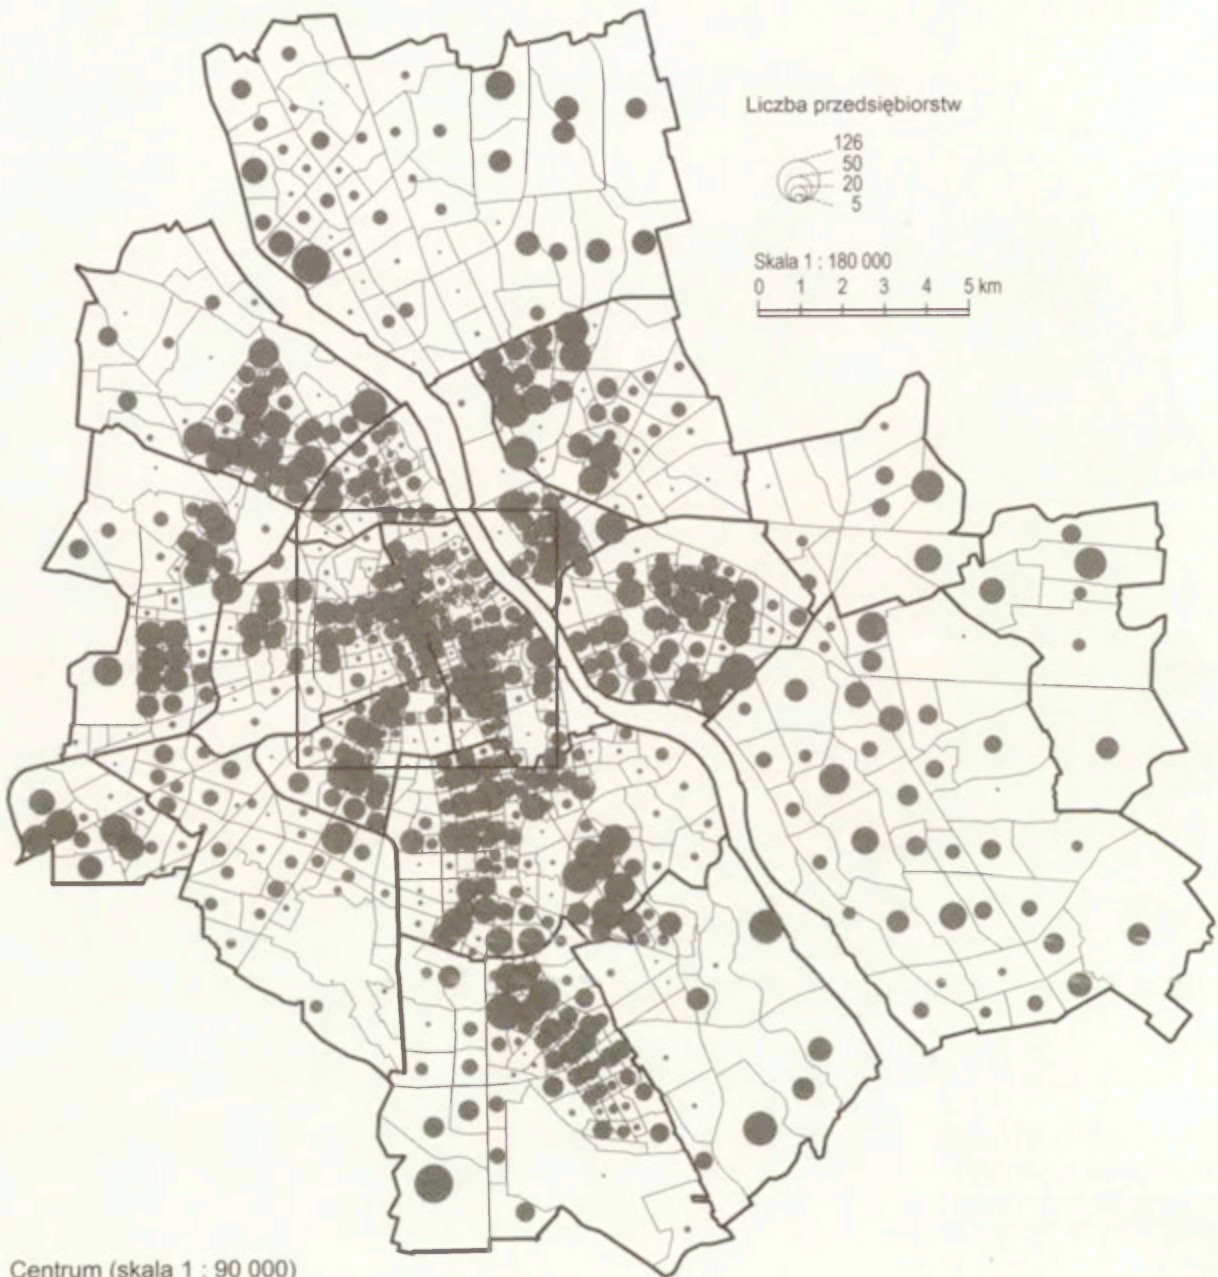 Liczba przedsiębiorstw
126
50
20
5
Skala 1 : 180 000
0 1 2 3 4 5 km
Centrum (skala 1 : 90 000)